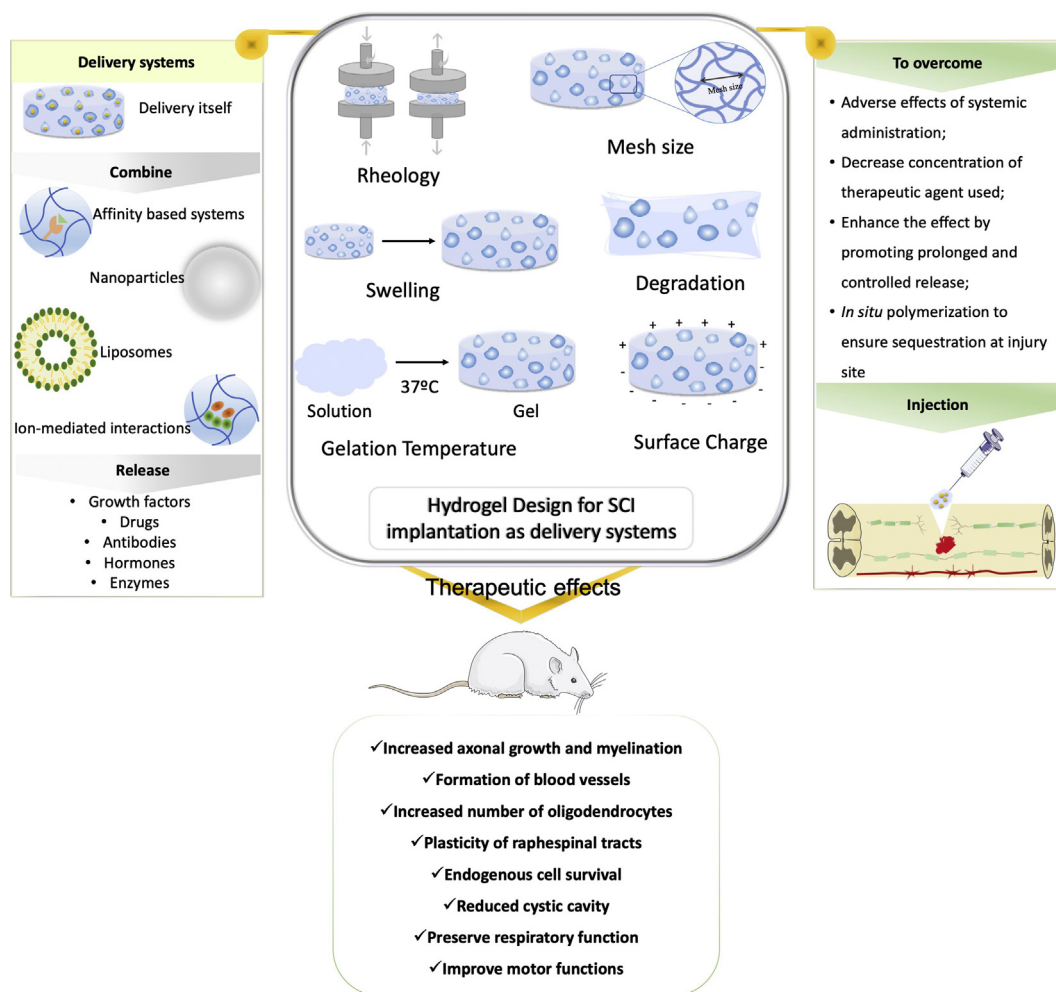 Delivery systems
Delivery itself
Combine
Affinity based systems
Nanoparticles
Liposomes
Ion-mediated interactions
Release
• Growth factors
• Drugs
• Antibodies
• Hormones
• Enzymes
Rheology
Mesh size
Mesh size
Swelling
Degradation
Solution
37ºC
Gel
Gelation Temperature
+ + + + +
+ +
- -
- -
- - - -
Surface Charge
Hydrogel Design for SCI
implantation as delivery systems
To overcome
• Adverse effects of systemic
administration;
• Decrease concentration of
therapeutic agent used;
• Enhance the effect by
promoting prolonged and
controlled release;
• In situ polymerization to
ensure sequestration at injury
site
Injection
Therapeutic effects
✓Increased axonal growth and myelination
✓Formation of blood vessels
✓Increased number of oligodendrocytes
✓Plasticity of raphespinal tracts
✓Endogenous cell survival
✓Reduced cystic cavity
✓Preserve respiratory function
✓Improve motor functions